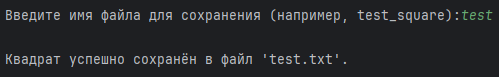 Введите имя файла для сохранения (например, test_square):test
Квадрат успешно сохранён в файл 'test.txt'.